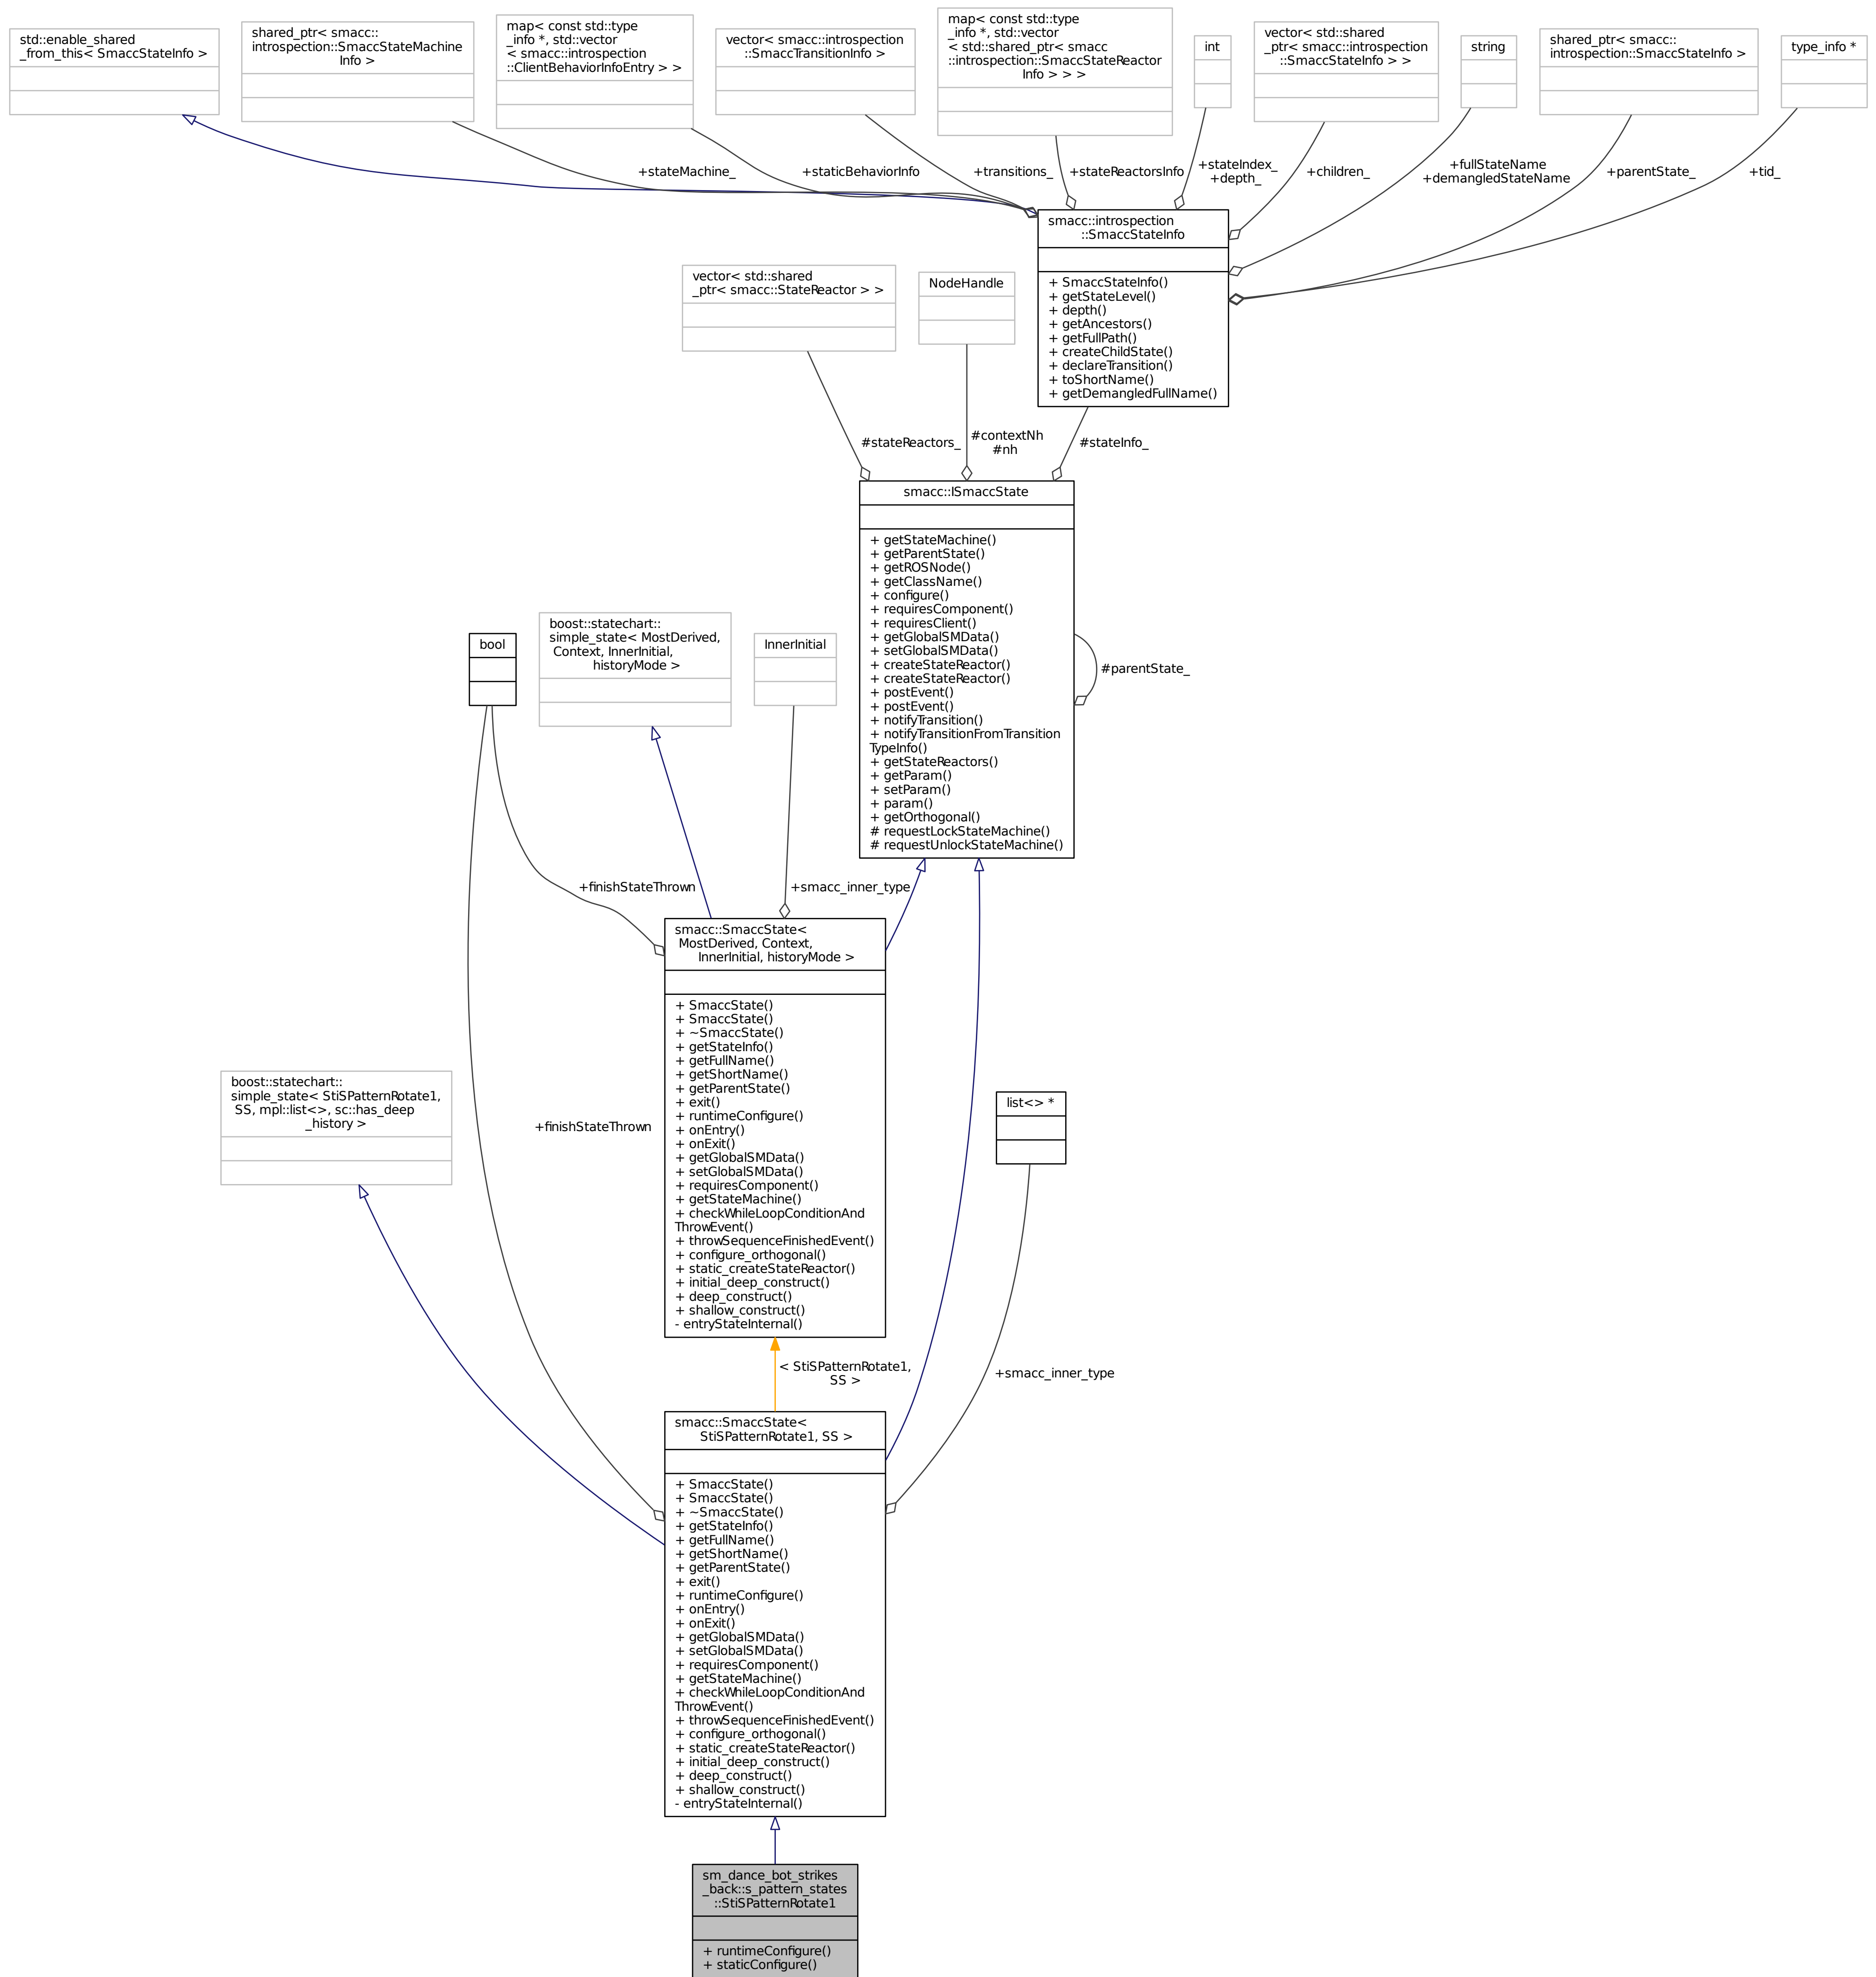 std::enable_shared
_from_this< SmaccStateInfo >
shared_ptr< smacc::
introspection::SmaccStateMachine
Info >
map< const std::type
_info *, std::vector
< smacc::introspection
::ClientBehaviorInfoEntry > >
vector< smacc::introspection
::SmaccTransitionInfo >
map< const std::type
_info *, std::vector
< std::shared_ptr< smacc
::introspection::SmaccStateReactor
Info > > >
int
vector< std::shared
_ptr< smacc::introspection
::SmaccStateInfo > >
string
shared_ptr< smacc::
introspection::SmaccStateInfo >
type_info *
+stateMachine_
+staticBehaviorInfo
+transitions_
+stateReactorsInfo
+stateIndex_
+depth_
+children_
+fullStateName
+demangledStateName
+parentState_
+tid_
smacc::introspection
::SmaccStateInfo
+ SmaccStateInfo()
+ getStateLevel()
+ depth()
+ getAncestors()
+ getFullPath()
+ createChildState()
+ declareTransition()
+ toShortName()
+ getDemangledFullName()
vector< std::shared
_ptr< smacc::StateReactor > >
NodeHandle
#stateReactors_
#contextNh
#nh
#stateInfo_
smacc::ISmaccState
+ getStateMachine()
+ getParentState()
+ getROSNode()
+ getClassName()
+ configure()
+ requiresComponent()
+ requiresClient()
+ getGlobalSMData()
+ setGlobalSMData()
+ createStateReactor()
+ createStateReactor()
+ postEvent()
+ postEvent()
+ notifyTransition()
+ notifyTransitionFromTransition
TypeInfo()
+ getStateReactors()
+ getParam()
+ setParam()
+ param()
+ getOrthogonal()
# requestLockStateMachine()
# requestUnlockStateMachine()
#parentState_
bool
boost::statechart::
simple_state< MostDerived,
Context, InnerInitial,
historyMode >
InnerInitial
+finishStateThrown
+smacc_inner_type
smacc::SmaccState<
MostDerived, Context,
InnerInitial, historyMode >
+ SmaccState()
+ SmaccState()
+ ~SmaccState()
+ getStateInfo()
+ getFullName()
+ getShortName()
+ getParentState()
+ exit()
+ runtimeConfigure()
+ onEntry()
+ onExit()
+ getGlobalSMData()
+ setGlobalSMData()
+ requiresComponent()
+ getStateMachine()
+ checkWhileLoopConditionAnd
ThrowEvent()
+ throwSequenceFinishedEvent()
+ configure_orthogonal()
+ static_createStateReactor()
+ initial_deep_construct()
+ deep_construct()
+ shallow_construct()
- entryStateInternal()
boost::statechart::
simple_state< StiSPatternRotate1,
SS, mpl::list<>, sc::has_deep
_history >
+finishStateThrown
list<> *
< StiSPatternRotate1,
SS >
+smacc_inner_type
smacc::SmaccState<
StiSPatternRotate1, SS >
+ SmaccState()
+ SmaccState()
+ ~SmaccState()
+ getStateInfo()
+ getFullName()
+ getShortName()
+ getParentState()
+ exit()
+ runtimeConfigure()
+ onEntry()
+ onExit()
+ getGlobalSMData()
+ setGlobalSMData()
+ requiresComponent()
+ getStateMachine()
+ checkWhileLoopConditionAnd
ThrowEvent()
+ throwSequenceFinishedEvent()
+ configure_orthogonal()
+ static_createStateReactor()
+ initial_deep_construct()
+ deep_construct()
+ shallow_construct()
- entryStateInternal()
sm_dance_bot_strikes
_back::s_pattern_states
::StiSPatternRotate1
+ runtimeConfigure()
+ staticConfigure()